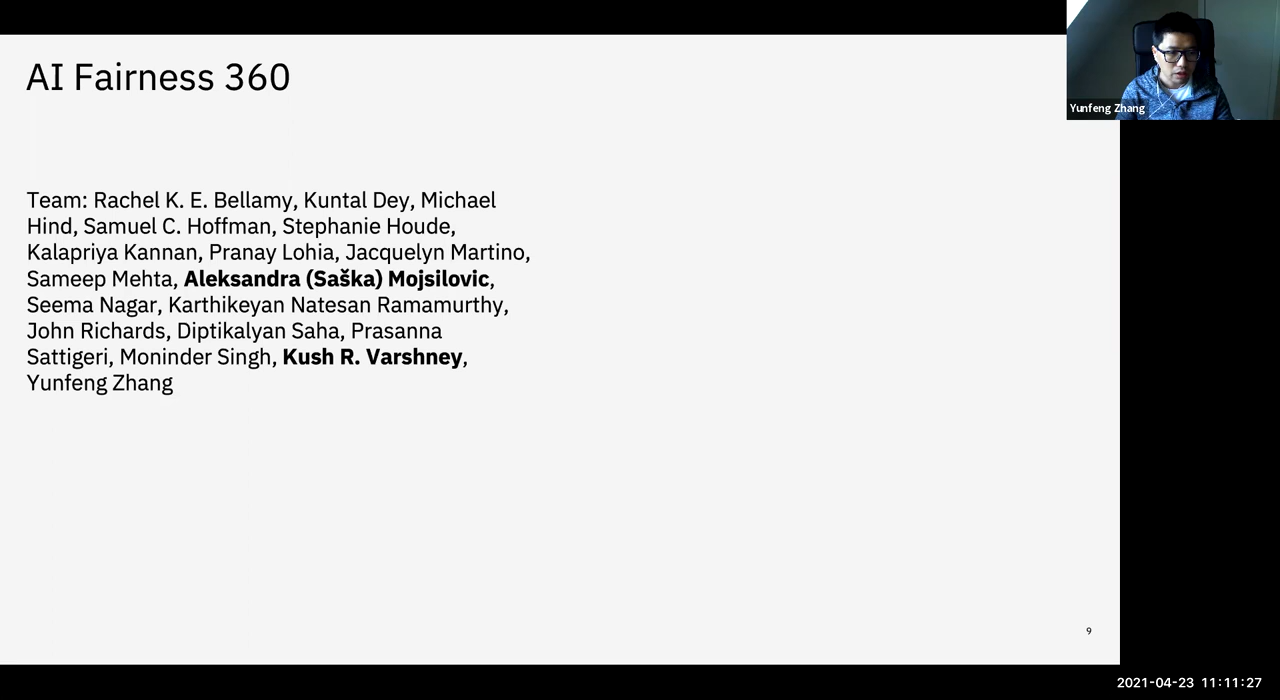 AI Fairness 360
Yunfeng Zhang
Team: Rachel K. E. Bellamy, Kuntal Dey, Michael
Hind, Samuel C. Hoffman, Stephanie Houde,
Kalapriya Kannan, Pranay Lohia, Jacquelyn Martino,
Sameep Mehta, Aleksandra (Saška) Mojsilovic,
Seema Nagar, Karthikeyan Natesan Ramamurthy,
John Richards, Diptikalyan Saha, Prasanna
Sattigeri, Moninder Singh, Kush R. Varshney,
Yunfeng Zhang
9
2021-04-23 11:11:27